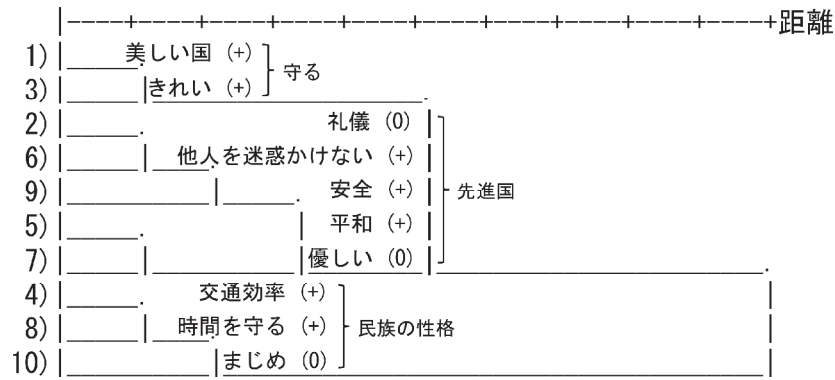 距離
1) 美しい国 (+)
守る
3) きれい (+)
2) 礼儀 (0)
6) 他人を迷惑かけない (+)
9) 安全 (+)
先進国
5) 平和 (+)
7) 優しい (0)
4) 交通効率 (+)
8) 時間を守る (+)
民族の性格
10) まじめ (0)